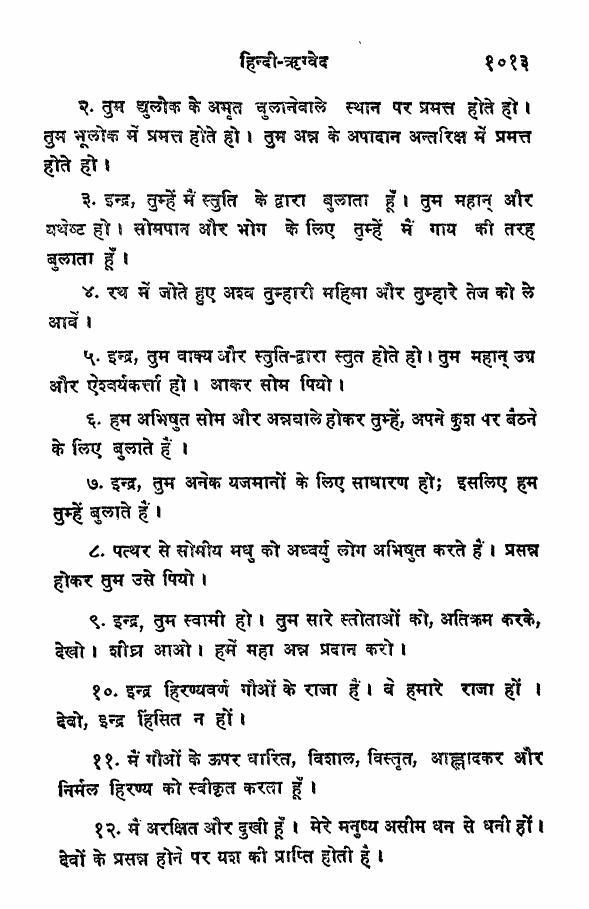 हिन्दी-ऋग्वेद १०१३
२. तुम द्युलोक के अमृत चुलानेवाले स्थान पर प्रमत्त होते हो।
तुम भूलोक में प्रमत्त होते हो। तुम अन्न के अपादान अन्तरिक्ष में प्रमत्त
होते हो।
३. इन्द्र, तुम्हें मैं स्तुति के द्वारा बुलाता हूँ। तुम महान् और
यथेष्ट हो। सोमपान और भोग के लिए तुम्हें मैं गाय की तरह
बुलाता हूँ।
४. रथ में जोते हुए अश्व तुम्हारी महिमा और तुम्हारे तेज को ले
आवें।
५. इन्द्र, तुम वाक्य और स्तुति-द्वारा स्तुत होते हो। तुम महान् उग्र
और ऐश्वर्यकर्त्ता हो। आकर सोम पियो।
६. हम अभिषुत सोम और अन्नवाले होकर तुम्हें, अपने कुश पर बैठने
के लिए बुलाते हैं।
७. इन्द्र, तुम अनेक यजमानों के लिए साधारण हो; इसलिए हम
तुम्हें बुलाते हैं।
८. पत्थर से सोमीय मधु को अध्वर्यु लोग अभिषुत करते हैं। प्रसन्न
होकर तुम उसे पियो।
९. इन्द्र, तुम स्वामी हो। तुम सारे स्तोताओं को, अतिक्रम करके,
देखो। शीघ्र आओ। हमें महा अन्न प्रदान करो।
१०. इन्द्र हिरण्यवर्ण गौओं के राजा हैं। वे हमारे राजा हों।
देवो, इन्द्र हिंसित न हों।
११. मैं गौओं के ऊपर धारित, विशाल, विस्तृत, आह्लादकर और
निर्मल हिरण्य को स्वीकृत करता हूँ।
१२. मैं अरक्षित और दुखी हूँ। मेरे मनुष्य असीम धन से धनी हों।
देवों के प्रसन्न होने पर यश की प्राप्ति होती है।